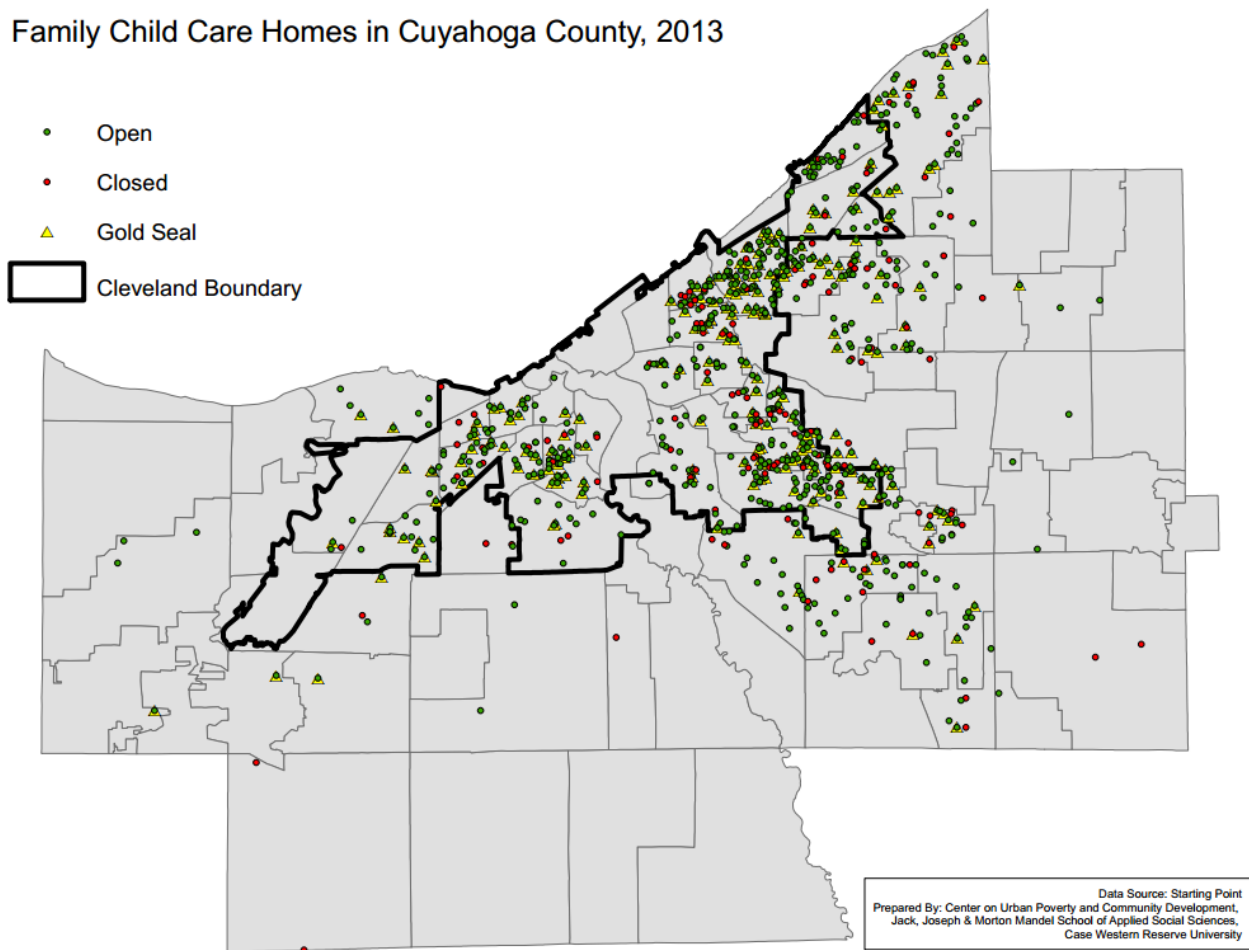 Family Child Care Homes in Cuyahoga County, 2013
Open
Closed
Gold Seal
Cleveland Boundary
Data Source: Starting Point
Prepared By: Center on Urban Poverty and Community Development,
Jack, Joseph & Morton Mandel School of Applied Social Sciences,
Case Western Reserve University